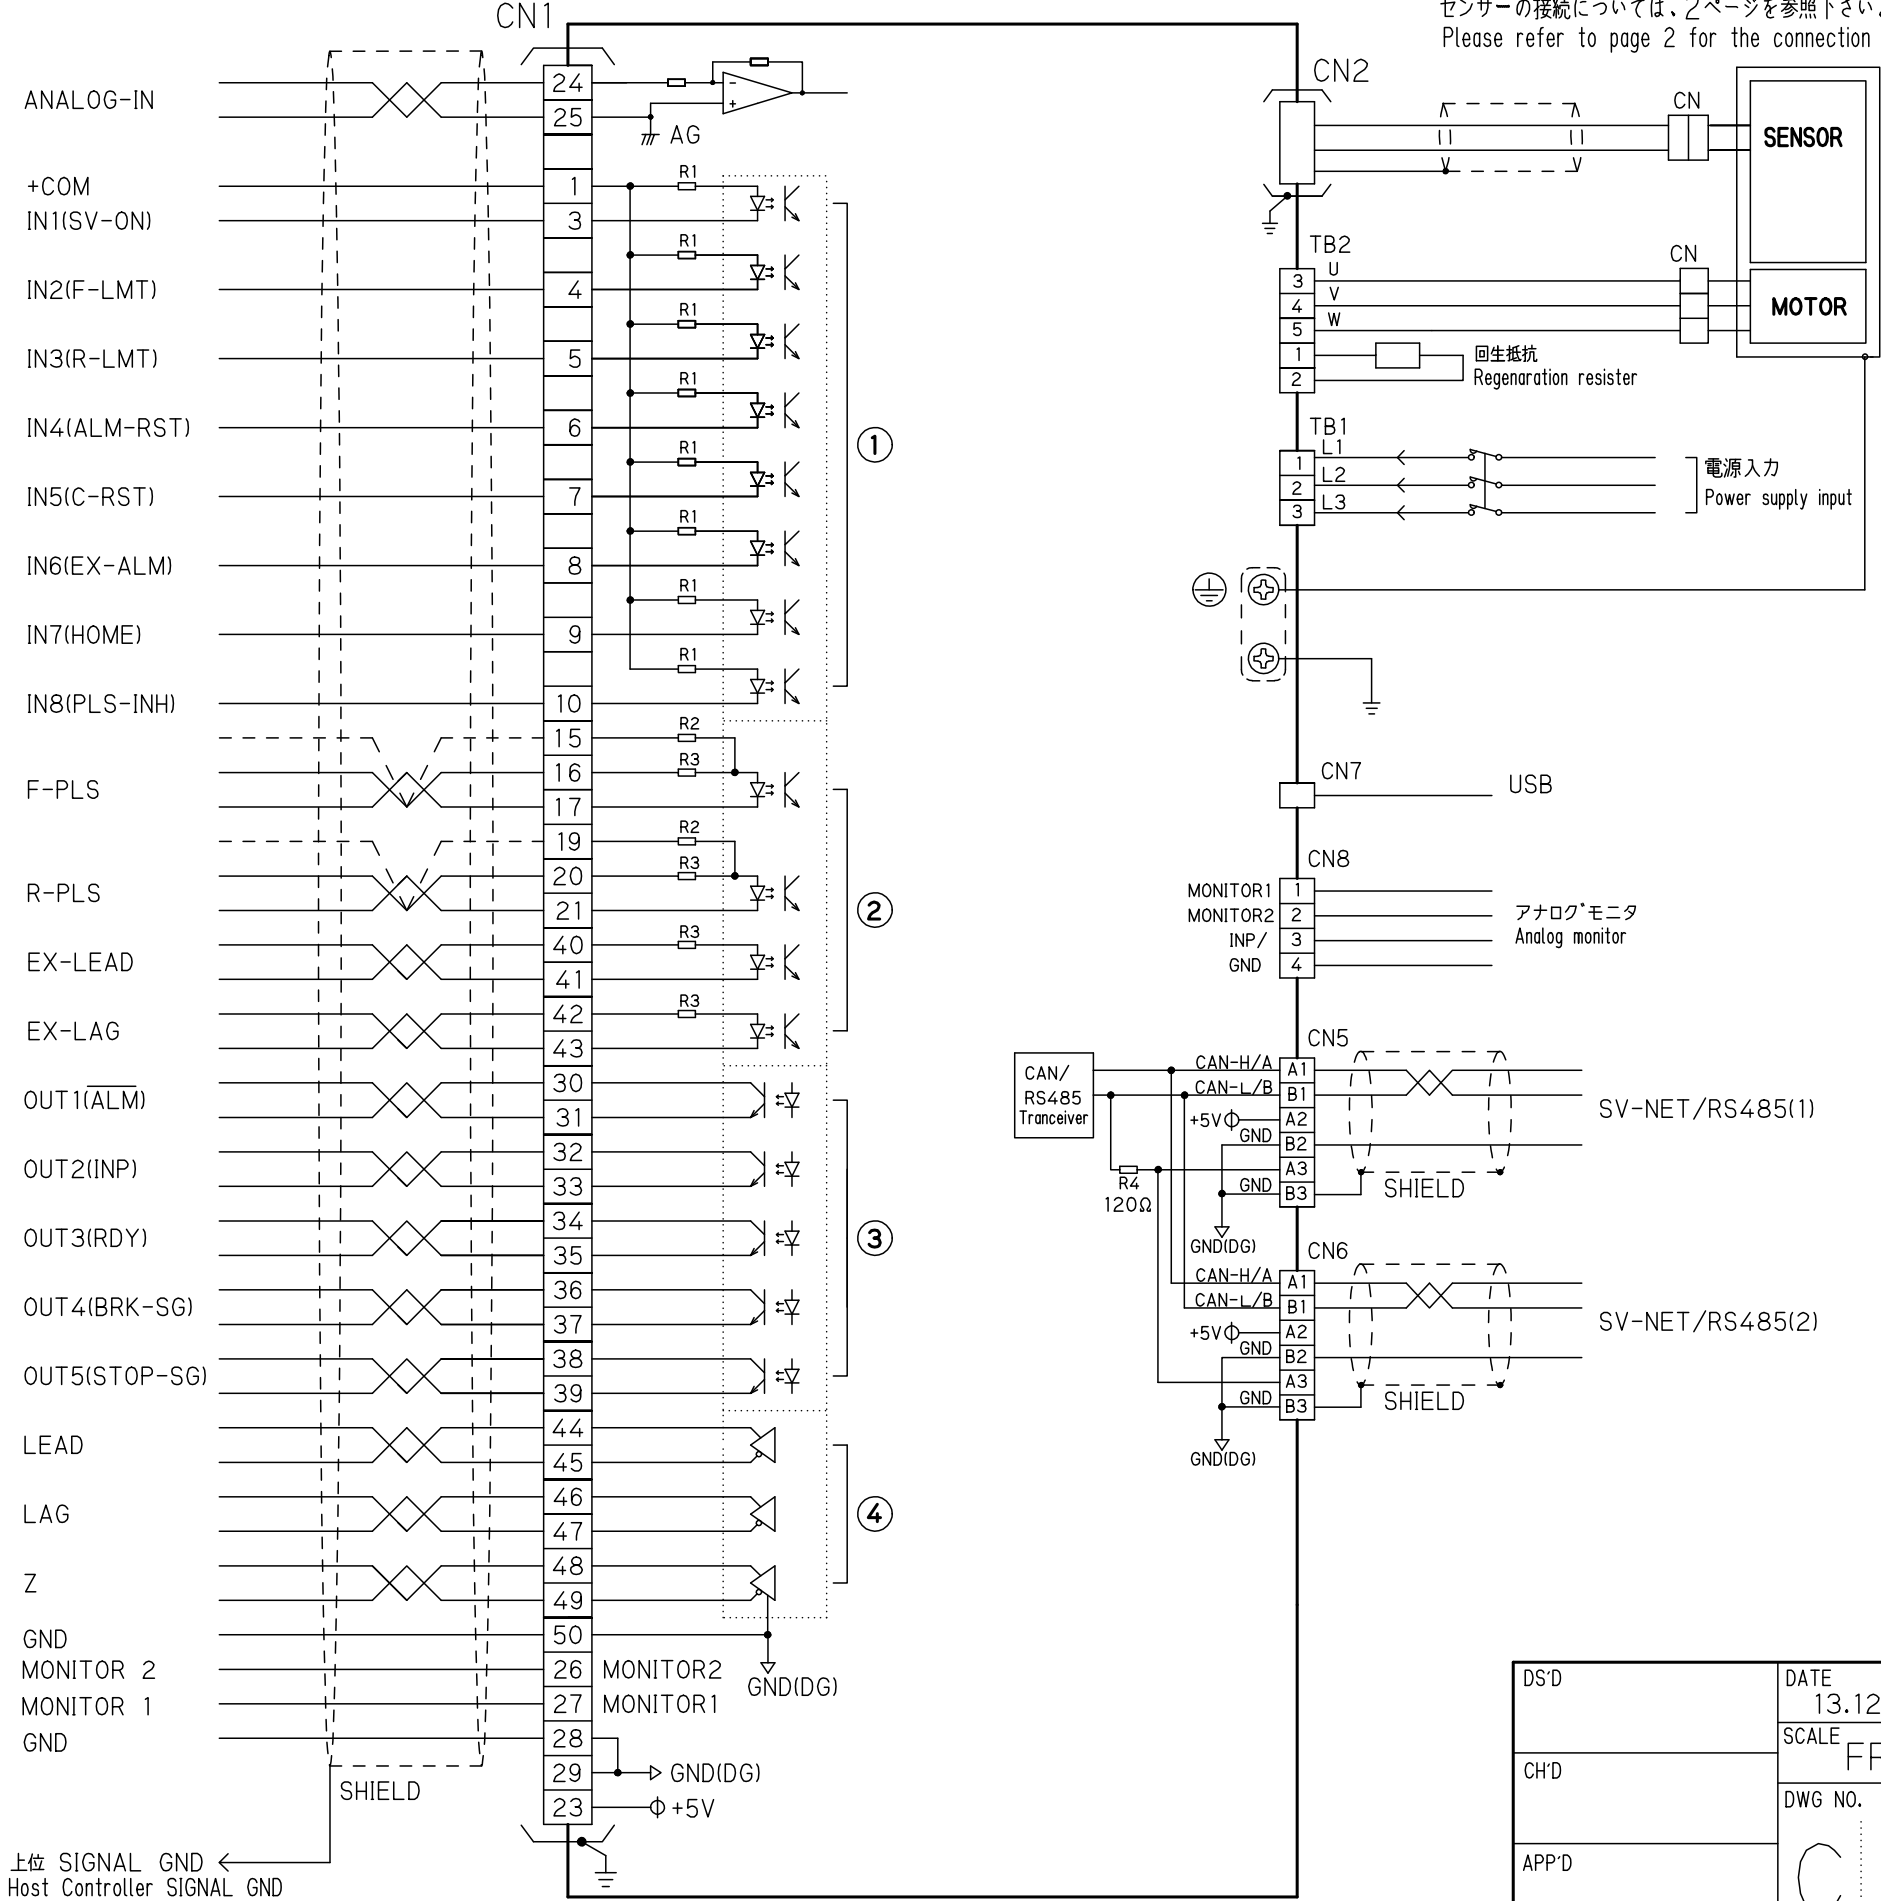 CN1
センサーの接続については、2ページを参照下さい
Please refer to page 2 for the connection
ANALOG-IN
24
25
AG
CN2
CN
SENSOR
+COM
1
R1
IN1(SV-ON)
3
R1
IN2(F-LMT)
4
R1
IN3(R-LMT)
5
R1
IN4(ALM-RST)
6
R1
IN5(C-RST)
7
R1
IN6(EX-ALM)
8
R1
IN7(HOME)
9
R1
IN8(PLS-INH)
10
①
15
R2
F-PLS
16
R3
17
19
R2
R-PLS
20
R3
21
②
EX-LEAD
40
R3
41
EX-LAG
42
R3
43
OUT1(ALM)
30
31
OUT2(INP)
32
33
OUT3(RDY)
34
35
③
OUT4(BRK-SG)
36
37
OUT5(STOP-SG)
38
39
LEAD
44
45
LAG
46
47
④
Z
48
49
GND
50
MONITOR 2
26
MONITOR2
GND(DG)
MONITOR 1
27
MONITOR1
GND
28
29
GND(DG)
23
+5V
SHIELD
上位 SIGNAL GND
Host Controller SIGNAL GND
TB2
CN
3
U
4
V
5
W
1
2
MOTOR
回生抵抗
Regenaration resister
TB1
1
L1
2
L2
3
L3
電源入力
Power supply input
CN7
USB
CN8
MONITOR1
1
MONITOR2
2
INP/
3
GND
4
アナログモニタ
Analog monitor
CN5
CAN/
RS485
Tranceiver
CAN-H/A
A1
CAN-L/B
B1
+5V
A2
GND
B2
A3
GND
B3
R4
120Ω
GND(DG)
SHIELD
SV-NET/RS485(1)
CN6
CAN-H/A
A1
CAN-L/B
B1
+5V
A2
GND
B2
A3
GND
B3
GND(DG)
SHIELD
SV-NET/RS485(2)
DS'D
DATE
13.12
SCALE
CH'D
DWG NO.
APP'D